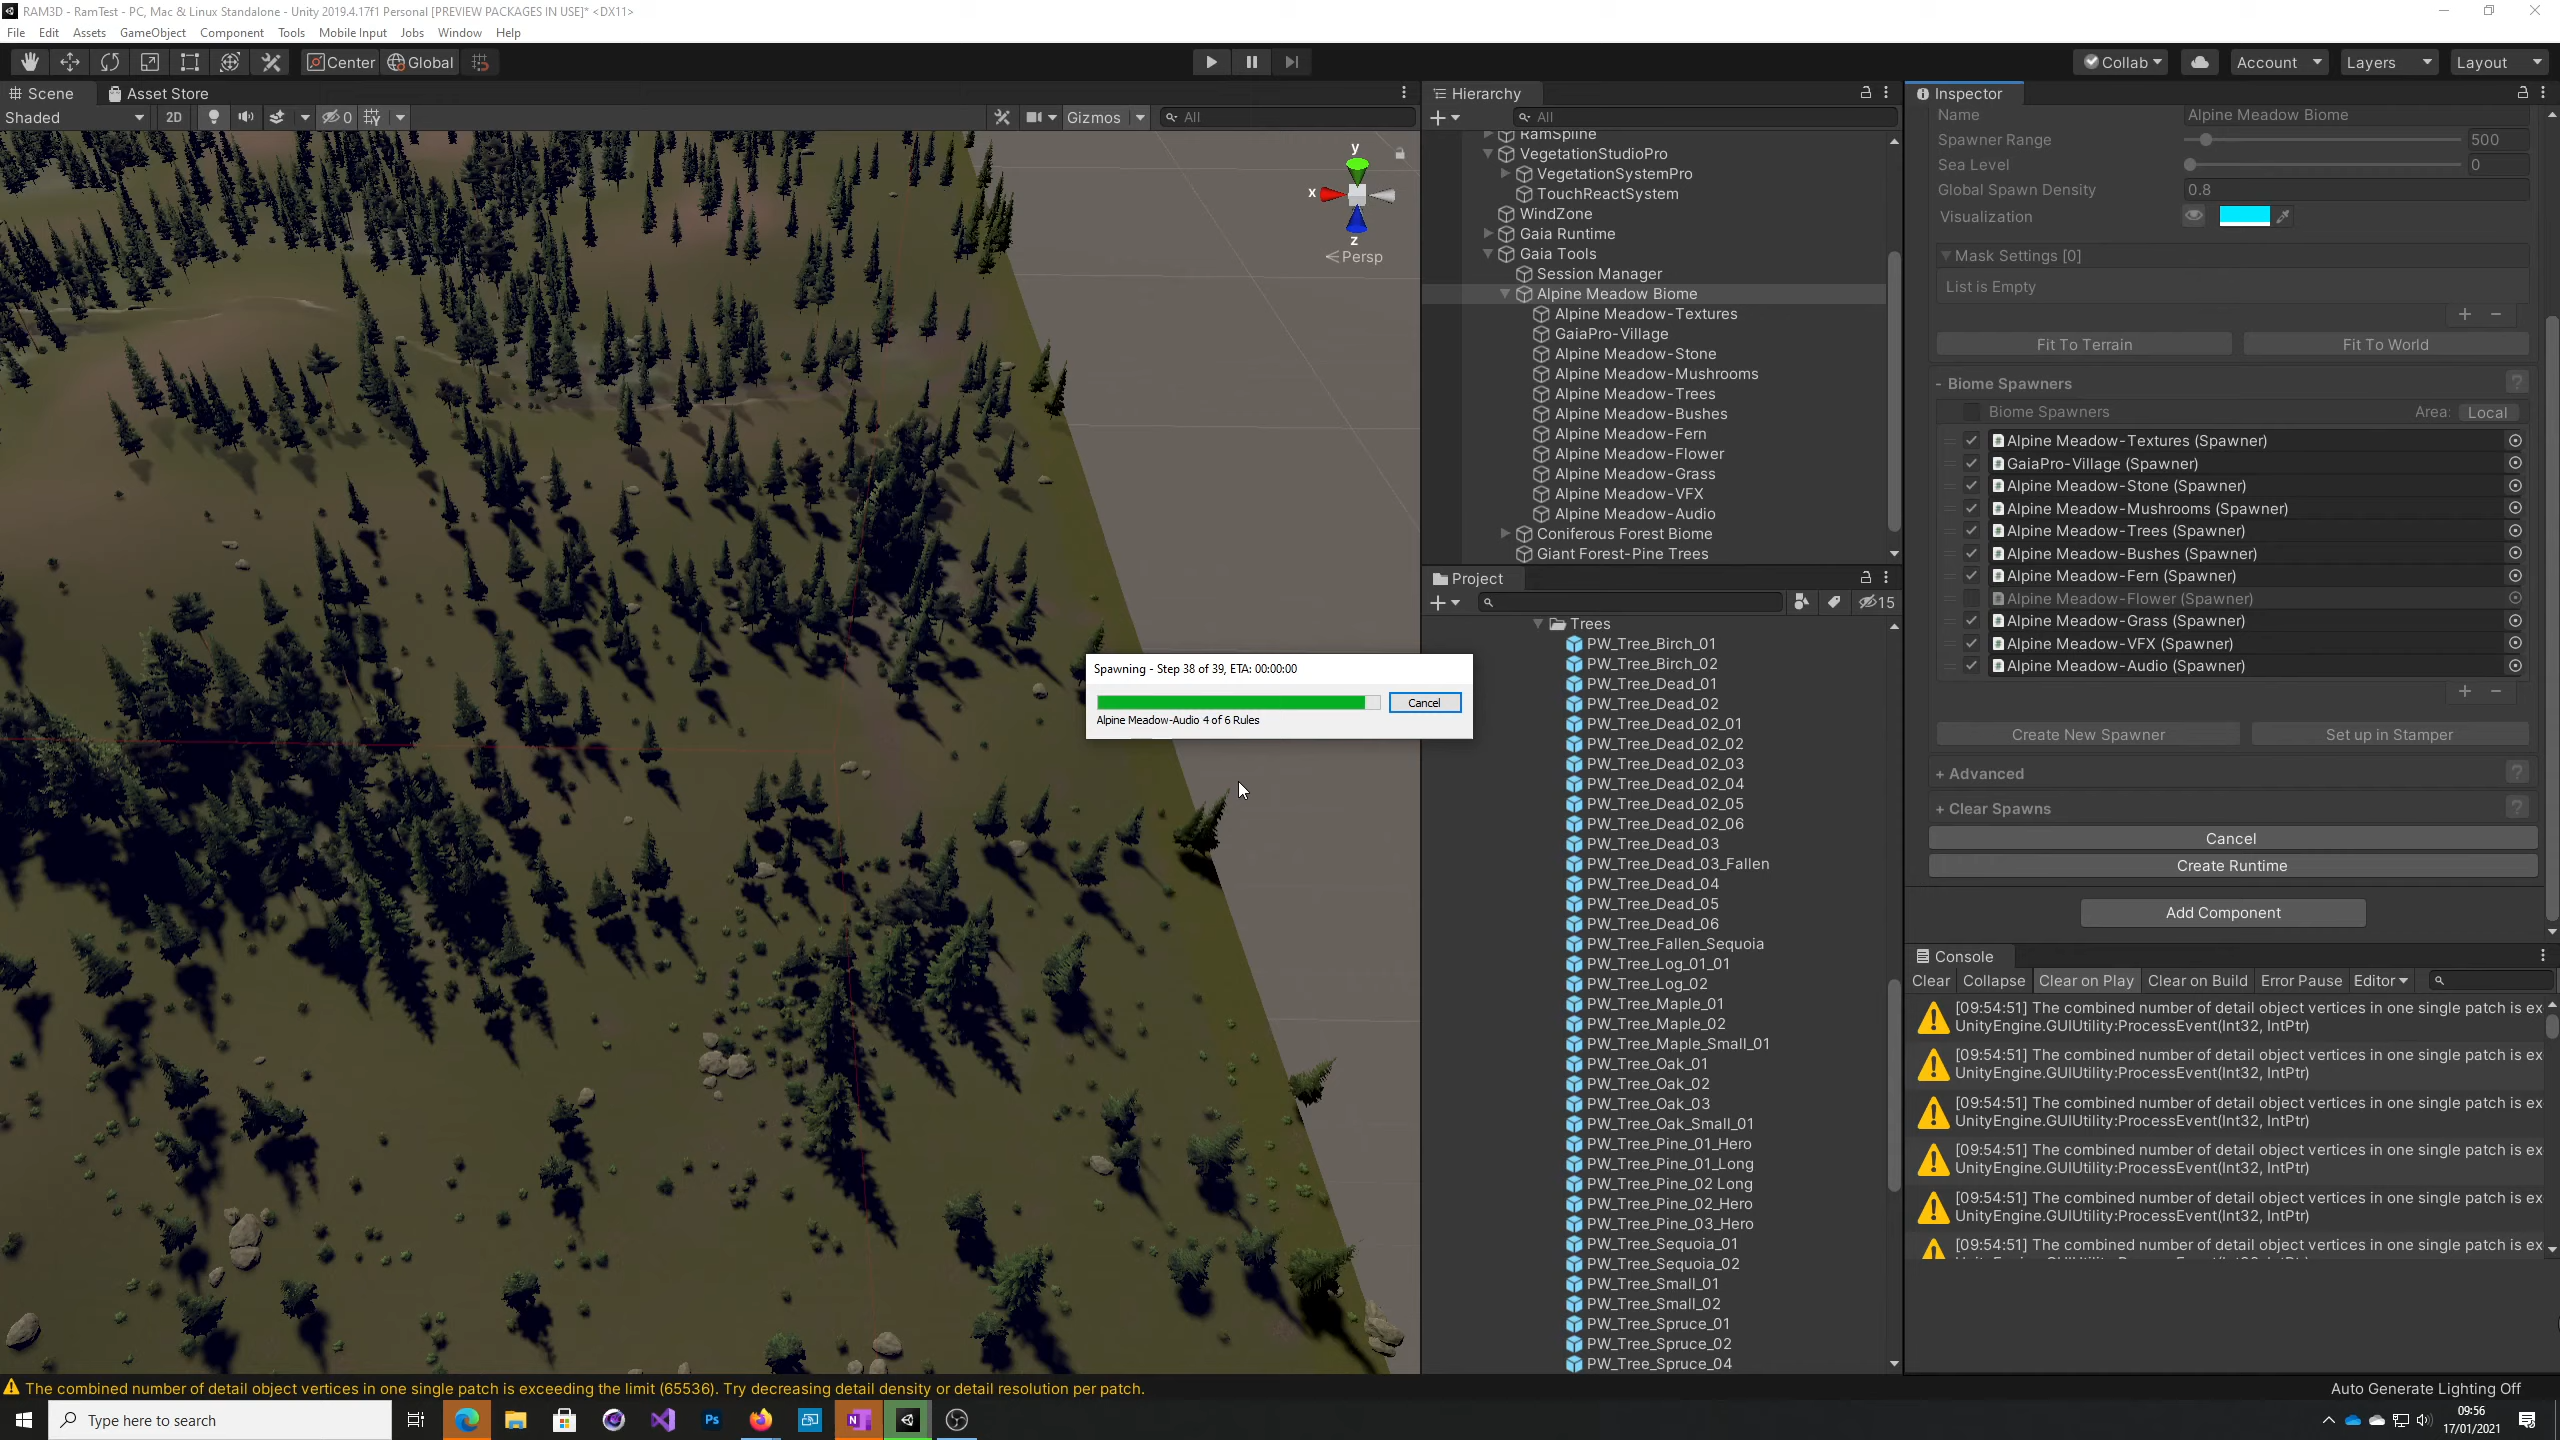 RAM3D - RamTest - PC, Mac & Linux Standalone - Unity 2019.4.17f1 Personal [PREVIEW PACKAGES IN USE]* <DX11>
File Edit Assets GameObject Component Tools Mobile Input Jobs Window Help
Center Global Collab Account Layers Layout
Scene Asset Store
Shaded 2D 0 Gizmos All
y
x
z
Persp
Hierarchy
All
RamSpline
VegetationStudioPro
VegetationSystemPro
TouchReactSystem
WindZone
Gaia Runtime
Gaia Tools
Session Manager
Alpine Meadow Biome
Alpine Meadow-Textures
GaiaPro-Village
Alpine Meadow-Stone
Alpine Meadow-Mushrooms
Alpine Meadow-Trees
Alpine Meadow-Bushes
Alpine Meadow-Fern
Alpine Meadow-Flower
Alpine Meadow-Grass
Alpine Meadow-VFX
Alpine Meadow-Audio
Coniferous Forest Biome
Giant Forest-Pine Trees
Project
15
Trees
PW_Tree_Birch_01
PW_Tree_Birch_02
PW_Tree_Dead_01
PW_Tree_Dead_02
PW_Tree_Dead_02_01
PW_Tree_Dead_02_02
PW_Tree_Dead_02_03
PW_Tree_Dead_02_04
PW_Tree_Dead_02_05
PW_Tree_Dead_02_06
PW_Tree_Dead_03
PW_Tree_Dead_03_Fallen
PW_Tree_Dead_04
PW_Tree_Dead_05
PW_Tree_Dead_06
PW_Tree_Fallen_Sequoia
PW_Tree_Log_01_01
PW_Tree_Log_02
PW_Tree_Maple_01
PW_Tree_Maple_02
PW_Tree_Maple_Small_01
PW_Tree_Oak_01
PW_Tree_Oak_02
PW_Tree_Oak_03
PW_Tree_Oak_Small_01
PW_Tree_Pine_01_Hero
PW_Tree_Pine_01_Long
PW_Tree_Pine_02 Long
PW_Tree_Pine_02_Hero
PW_Tree_Pine_03_Hero
PW_Tree_Sequoia_01
PW_Tree_Sequoia_02
PW_Tree_Small_01
PW_Tree_Small_02
PW_Tree_Spruce_01
PW_Tree_Spruce_02
PW_Tree_Spruce_04
Spawning - Step 38 of 39, ETA: 00:00:00
Cancel
Alpine Meadow-Audio 4 of 6 Rules
Inspector
Name Alpine Meadow Biome
Spawner Range 500
Sea Level 0
Global Spawn Density 0.8
Visualization
Mask Settings [0]
List is Empty
+ -
Fit To Terrain Fit To World
- Biome Spawners ?
Biome Spawners Area: Local
Alpine Meadow-Textures (Spawner)
GaiaPro-Village (Spawner)
Alpine Meadow-Stone (Spawner)
Alpine Meadow-Mushrooms (Spawner)
Alpine Meadow-Trees (Spawner)
Alpine Meadow-Bushes (Spawner)
Alpine Meadow-Fern (Spawner)
Alpine Meadow-Flower (Spawner)
Alpine Meadow-Grass (Spawner)
Alpine Meadow-VFX (Spawner)
Alpine Meadow-Audio (Spawner)
+ -
Create New Spawner Set up in Stamper
+ Advanced ?
+ Clear Spawns ?
Cancel
Create Runtime
Add Component
Console
Clear Collapse Clear on Play Clear on Build Error Pause Editor
[09:54:51] The combined number of detail object vertices in one single patch is ex
UnityEngine.GUIUtility:ProcessEvent(Int32, IntPtr)
[09:54:51] The combined number of detail object vertices in one single patch is ex
UnityEngine.GUIUtility:ProcessEvent(Int32, IntPtr)
[09:54:51] The combined number of detail object vertices in one single patch is ex
UnityEngine.GUIUtility:ProcessEvent(Int32, IntPtr)
[09:54:51] The combined number of detail object vertices in one single patch is ex
UnityEngine.GUIUtility:ProcessEvent(Int32, IntPtr)
[09:54:51] The combined number of detail object vertices in one single patch is ex
UnityEngine.GUIUtility:ProcessEvent(Int32, IntPtr)
[09:54:51] The combined number of detail object vertices in one single patch is ex
The combined number of detail object vertices in one single patch is exceeding the limit (65536). Try decreasing detail density or detail resolution per patch.
Auto Generate Lighting Off
Type here to search
Ps
09:56
17/01/2021